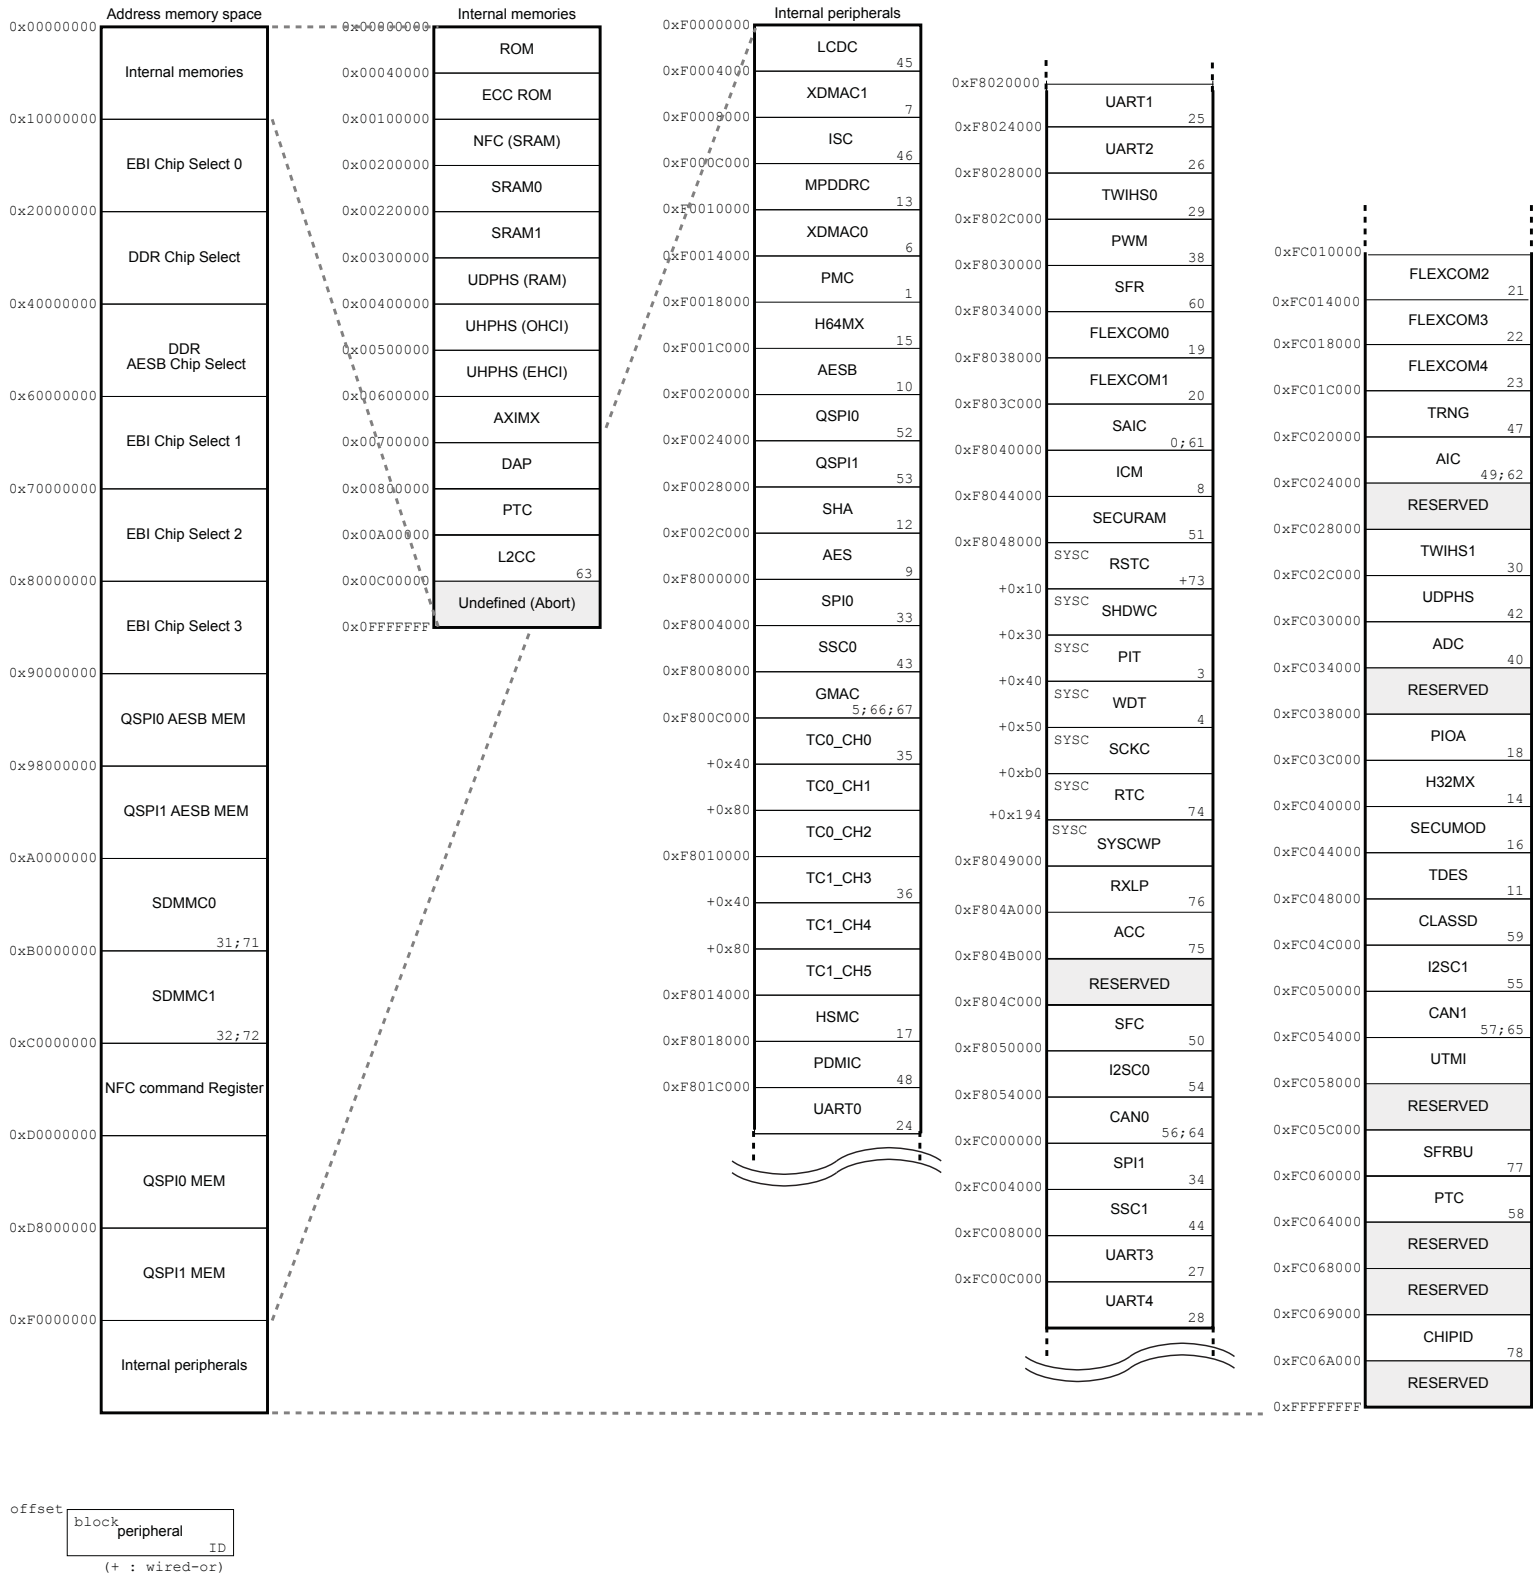 Address memory space
0x00000000
Internal memories
0x10000000
EBI Chip Select 0
0x20000000
DDR Chip Select
0x40000000
DDR
AESB Chip Select
0x60000000
EBI Chip Select 1
0x70000000
EBI Chip Select 2
0x80000000
EBI Chip Select 3
0x90000000
QSPI0 AESB MEM
0x98000000
QSPI1 AESB MEM
0xA0000000
SDMMC0
31;71
0xB0000000
SDMMC1
32;72
0xC0000000
NFC command Register
0xD0000000
QSPI0 MEM
0xD8000000
QSPI1 MEM
0xF0000000
Internal peripherals
Internal memories
ROM
0x00040000
ECC ROM
0x00100000
NFC (SRAM)
0x00200000
SRAM0
0x00220000
SRAM1
0x00300000
UDPHS (RAM)
0x00400000
UHPHS (OHCI)
0x00500000
UHPHS (EHCI)
0x00600000
AXIMX
0x00700000
DAP
0x00800000
PTC
0x00A00000
L2CC
63
0x00C00000
Undefined (Abort)
0x0FFFFFFF
Internal peripherals
0xF0000000
LCDC
45
0xF0004000
XDMAC1
7
0xF0008000
ISC
46
0xF000C000
MPDDRC
13
0xF0010000
XDMAC0
6
0xF0014000
PMC
1
0xF0018000
H64MX
15
0xF001C000
AESB
10
0xF0020000
QSPI0
52
0xF0024000
QSPI1
53
0xF0028000
SHA
12
0xF002C000
AES
9
0xF8000000
SPI0
33
0xF8004000
SSC0
43
0xF8008000
GMAC
5;66;67
0xF800C000
TC0_CH0
35
+0x40
TC0_CH1
+0x80
TC0_CH2
0xF8010000
TC1_CH3
36
+0x40
TC1_CH4
+0x80
TC1_CH5
0xF8014000
HSMC
17
0xF8018000
PDMIC
48
0xF801C000
UART0
24
0xF8020000
UART1
25
0xF8024000
UART2
26
0xF8028000
TWIHS0
29
0xF802C000
PWM
38
0xF8030000
SFR
60
0xF8034000
FLEXCOM0
19
0xF8038000
FLEXCOM1
20
0xF803C000
SAIC
0;61
0xF8040000
ICM
8
0xF8044000
SECURAM
51
0xF8048000
SYSC
RSTC
+73
+0x10
SYSC
SHDWC
+0x30
SYSC
PIT
3
+0x40
SYSC
WDT
4
+0x50
SYSC
SCKC
+0xb0
SYSC
RTC
74
+0x194
SYSC
SYSCWP
0xF8049000
RXLP
76
0xF804A000
ACC
75
0xF804B000
RESERVED
0xF804C000
SFC
50
0xF8050000
I2SC0
54
0xF8054000
CAN0
56;64
0xFC000000
SPI1
34
0xFC004000
SSC1
44
0xFC008000
UART3
27
0xFC00C000
UART4
28
0xFC010000
FLEXCOM2
21
0xFC014000
FLEXCOM3
22
0xFC018000
FLEXCOM4
23
0xFC01C000
TRNG
47
0xFC020000
AIC
49;62
0xFC024000
RESERVED
0xFC028000
TWIHS1
30
0xFC02C000
UDPHS
42
0xFC030000
ADC
40
0xFC034000
RESERVED
0xFC038000
PIOA
18
0xFC03C000
H32MX
14
0xFC040000
SECUMOD
16
0xFC044000
TDES
11
0xFC048000
CLASSD
59
0xFC04C000
I2SC1
55
0xFC050000
CAN1
57;65
0xFC054000
UTMI
0xFC058000
RESERVED
0xFC05C000
SFRBU
77
0xFC060000
PTC
58
0xFC064000
RESERVED
0xFC068000
RESERVED
0xFC069000
CHIPID
78
0xFC06A000
RESERVED
0xFFFFFFFF
offset
block
peripheral
ID
(+ : wired-or)